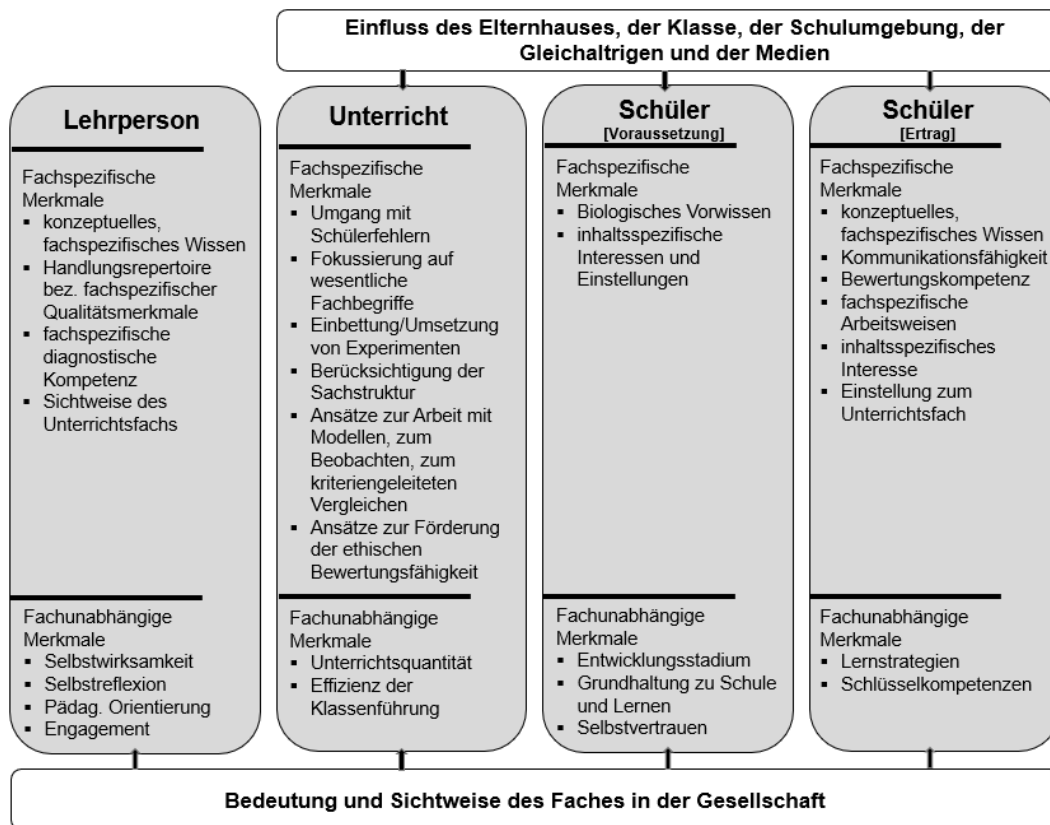 Einfluss des Elternhauses, der Klasse, der Schulumgebung, der
Gleichaltrigen und der Medien
Lehrperson
Fachspezifische
Merkmale
▪ konzeptuelles,
fachspezifisches Wissen
▪ Handlungsrepertoire
bez. fachspezifischer
Qualitätsmerkmale
▪ fachspezifische
diagnostische
Kompetenz
▪ Sichtweise des
Unterrichtsfachs
Fachunabhängige
Merkmale
▪ Selbstwirksamkeit
▪ Selbstreflexion
▪ Pädag. Orientierung
▪ Engagement
Unterricht
Fachspezifische
Merkmale
▪ Umgang mit
Schülerfehlern
▪ Fokussierung auf
wesentliche
Fachbegriffe
▪ Einbettung/Umsetzung
von Experimenten
▪ Berücksichtigung der
Sachstruktur
▪ Ansätze zur Arbeit mit
Modellen, zum
Beobachten, zum
kriteriengeleiteten
Vergleichen
▪ Ansätze zur Förderung
der ethischen
Bewertungsfähigkeit
Fachunabhängige
Merkmale
▪ Unterrichtsquantität
▪ Effizienz der
Klassenführung
Schüler
[Voraussetzung]
Fachspezifische
Merkmale
▪ Biologisches Vorwissen
▪ inhaltsspezifische
Interessen und
Einstellungen
Fachunabhängige
Merkmale
▪ Entwicklungsstadium
▪ Grundhaltung zu Schule
und Lernen
▪ Selbstvertrauen
Schüler
[Ertrag]
Fachspezifische
Merkmale
▪ konzeptuelles,
fachspezifisches Wissen
▪ Kommunikationsfähigkeit
▪ Bewertungskompetenz
▪ fachspezifische
Arbeitsweisen
▪ inhaltsspezifisches
Interesse
▪ Einstellung zum
Unterrichtsfach
Fachunabhängige
Merkmale
▪ Lernstrategien
▪ Schlüsselkompetenzen
Bedeutung und Sichtweise des Faches in der Gesellschaft